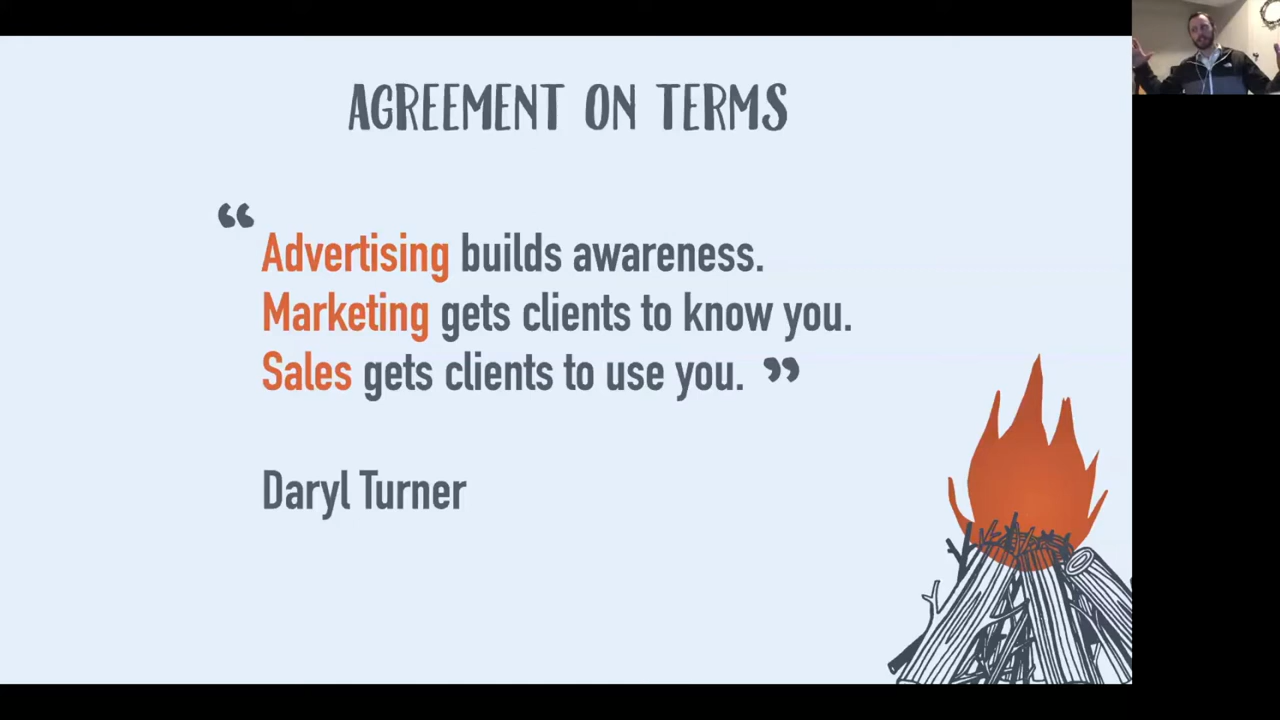 AGREEMENT ON TERMS
“Advertising builds awareness.
Marketing gets clients to know you.
Sales gets clients to use you.”
Daryl Turner